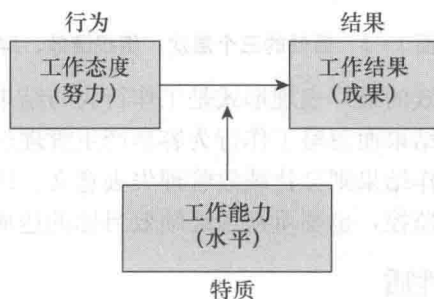 行为
结果
工作态度
(努力)
工作结果
(成果)
工作能力
(水平)
特质